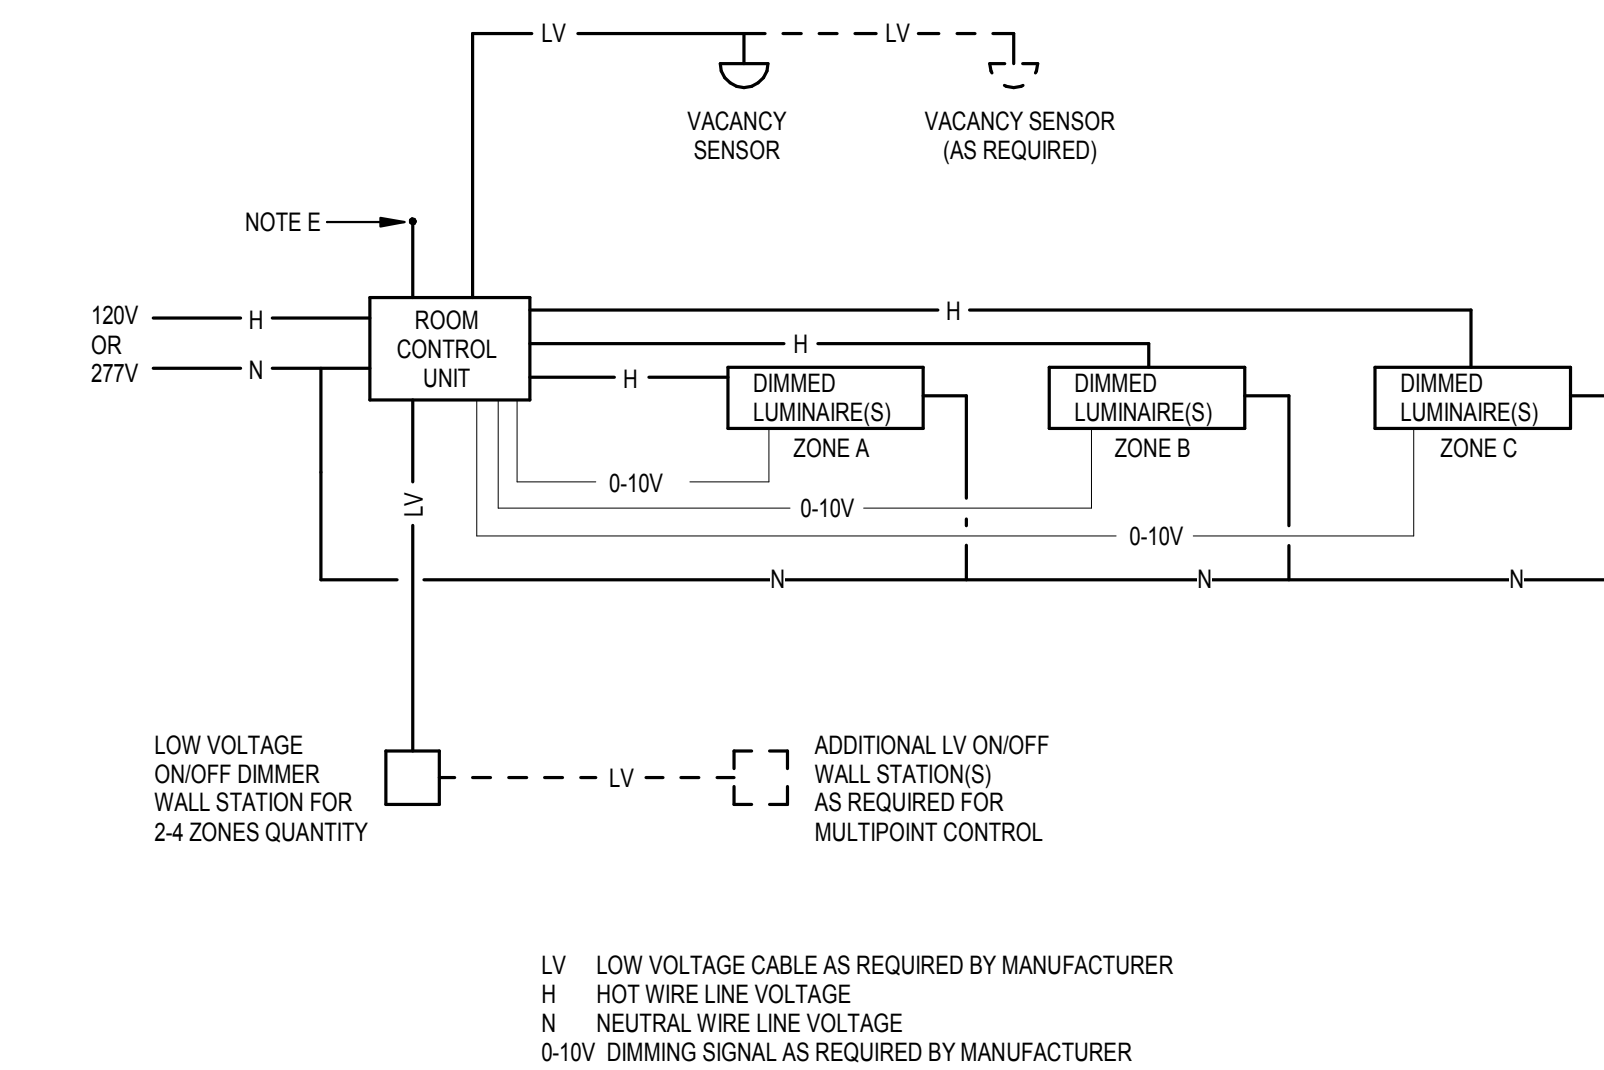 LV
LV
VACANCY
SENSOR
VACANCY SENSOR
(AS REQUIRED)
NOTE E
120V
OR
277V
H
N
ROOM
CONTROL
UNIT
H
H
H
DIMMED
LUMINAIRE(S)
ZONE A
DIMMED
LUMINAIRE(S)
ZONE B
DIMMED
LUMINAIRE(S)
ZONE C
0-10V
0-10V
0-10V
LV
N
N
N
LOW VOLTAGE
ON/OFF DIMMER
WALL STATION FOR
2-4 ZONES QUANTITY
LV
ADDITIONAL LV ON/OFF
WALL STATION(S)
AS REQUIRED FOR
MULTIPOINT CONTROL
LV LOW VOLTAGE CABLE AS REQUIRED BY MANUFACTURER
H HOT WIRE LINE VOLTAGE
N NEUTRAL WIRE LINE VOLTAGE
0-10V DIMMING SIGNAL AS REQUIRED BY MANUFACTURER